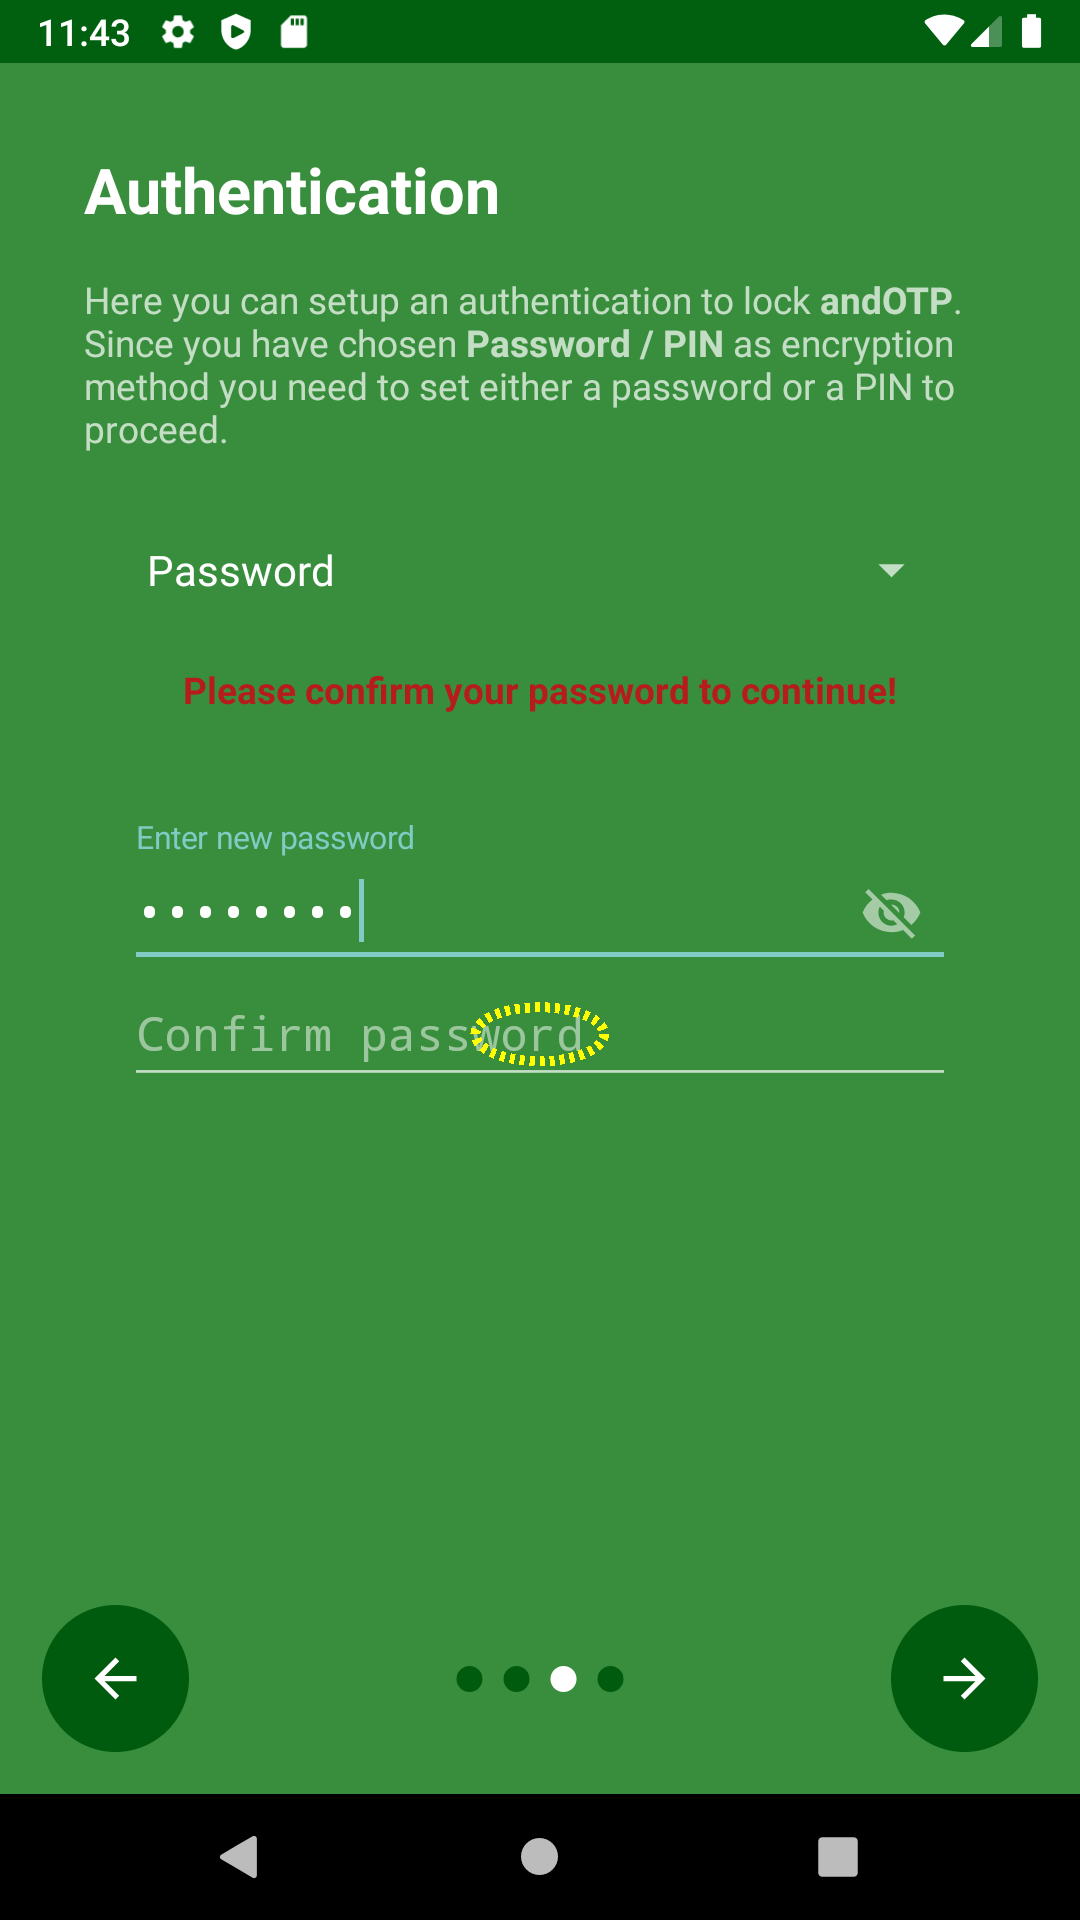 11:43
Authentication
Here you can setup an authentication to lock andOTP.
Since you have chosen Password / PIN as encryption
method you need to set either a password or a PIN to
proceed.
Password
Please confirm your password to continue!
Enter new password
••••••••
Confirm password